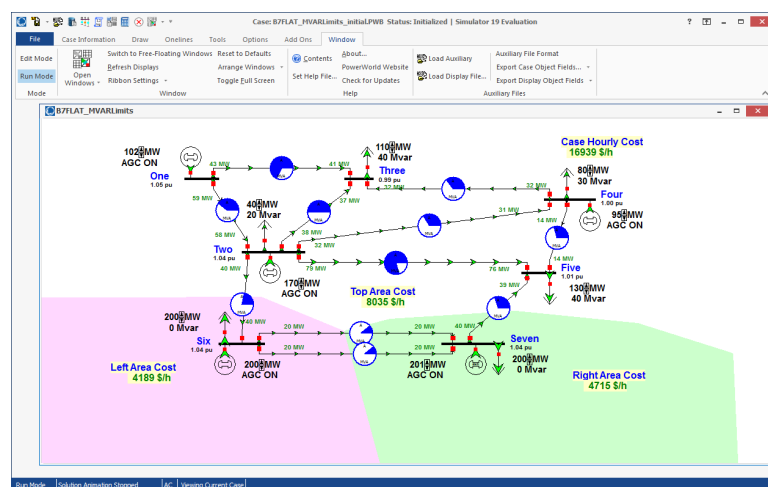 Case: B7FLAT_MVARLimits_initial.PWB Status: Initialized | Simulator 19 Evaluation
File Case Information Draw Onelines Tools Options Add Ons Window
Edit Mode
Run Mode
Mode
Open Windows
Switch to Free-Floating Windows Reset to Defaults
Refresh Displays Arrange Windows
Ribbon Settings Toggle Full Screen
Window
Contents About...
PowerWorld Website
Set Help File... Check for Updates
Help
Load Auxiliary Auxiliary File Format
Export Case Object Fields...
Load Display File... Export Display Object Fields
Auxiliary Files
B7FLAT_MVARLimits
Case Hourly Cost
16939 $/h
102 MW
AGC ON
One
1.05 pu
43 MW
41 MW
110 MW
40 Mvar
Three
0.99 pu
32 MW
32 MW
80 MW
30 Mvar
Four
1.00 pu
95 MW
AGC ON
59 MW
MVA
58 MW
40 MW
20 Mvar
37 MW
MVA
38 MW
31 MW
MVA
32 MW
14 MW
MVA
14 MW
Two
1.04 pu
40 MW
79 MW
76 MW
170 MW
AGC ON
Top Area Cost
8035 $/h
Five
1.01 pu
130 MW
40 Mvar
39 MW
MVA
40 MW
A
MVA
40 MW
200 MW
0 Mvar
Six
1.04 pu
20 MW
A
20 MW
20 MW
A
MVA
20 MW
200 MW
AGC ON
201 MW
AGC ON
Seven
1.04 pu
200 MW
0 Mvar
Left Area Cost
4189 $/h
Right Area Cost
4715 $/h
Run Mode Solution Animation Stopped AC Viewing Current Case